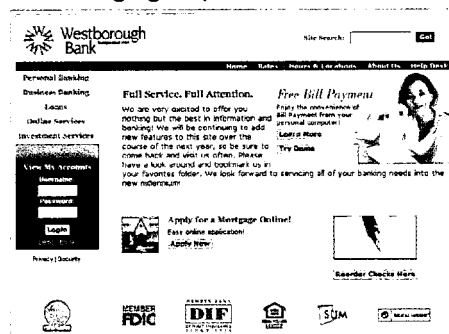 Westborough
Bank
Site Search:
Go!
Home Rates Hours & Locations About Us Help Desk
Personal Banking
Business Banking
Loans
Online Services
Investment Services
View My Accounts
Username
Password
Login
Privacy | Security
Full Service. Full Attention.
We are very excited to offer you
nothing but the best in information and
banking! We will be continuing to add
new features to this site over the
course of the next year, so be sure to
come back and visit us often. Please
have a look around and bookmark us in
your favorites folder. We look forward to servicing all of your banking needs into the
new millennium!
Free Bill Payment
Enjoy the convenience of
Bill Payment from your
personal computer!
Learn More
Try Demo
Apply for a Mortgage Online!
Easy online application!
Apply Now
Reorder Checks Here
MEMBER
FDIC
DIF
SUM